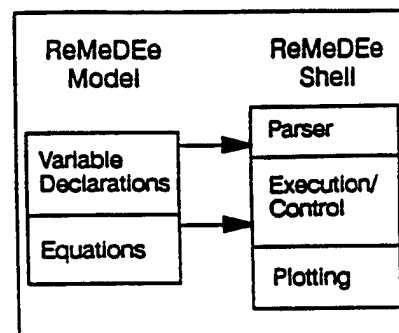 ReMeDEe
Model
Variable
Declarations
Equations
ReMeDEe
Shell
Parser
Execution/
Control
Plotting